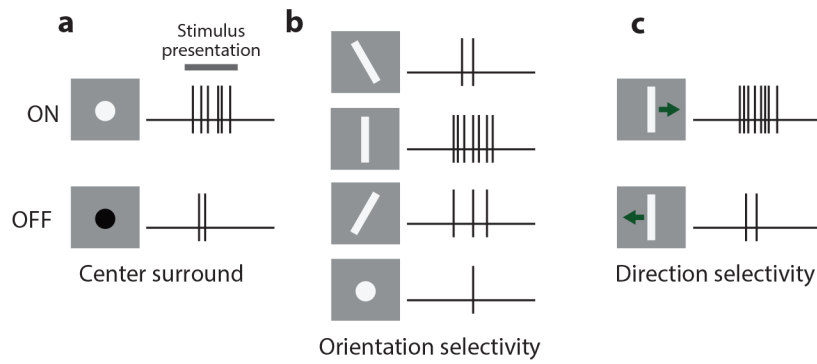 a
Stimulus
presentation
ON
OFF
Center surround
b
Orientation selectivity
c
Direction selectivity